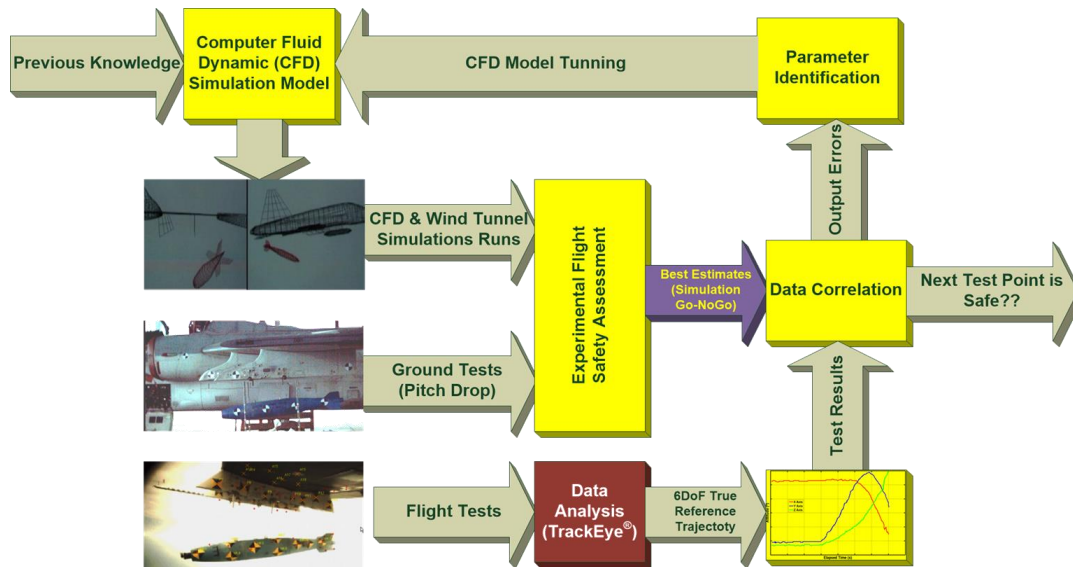 Previous Knowledge
Computer Fluid
Dynamic (CFD)
Simulation Model
CFD Model Tunning
Parameter
Identification
CFD & Wind Tunnel
Simulations Runs
Experimental Flight
Safety Assessment
Best Estimates
(Simulation
Go-NoGo)
Output Errors
Data Correlation
Next Test Point is
Safe??
Ground Tests
(Pitch Drop)
Test Results
Flight Tests
Data
Analysis
(TrackEye®)
6DoF True
Reference
Trajectoty
Elapsed Time (s)